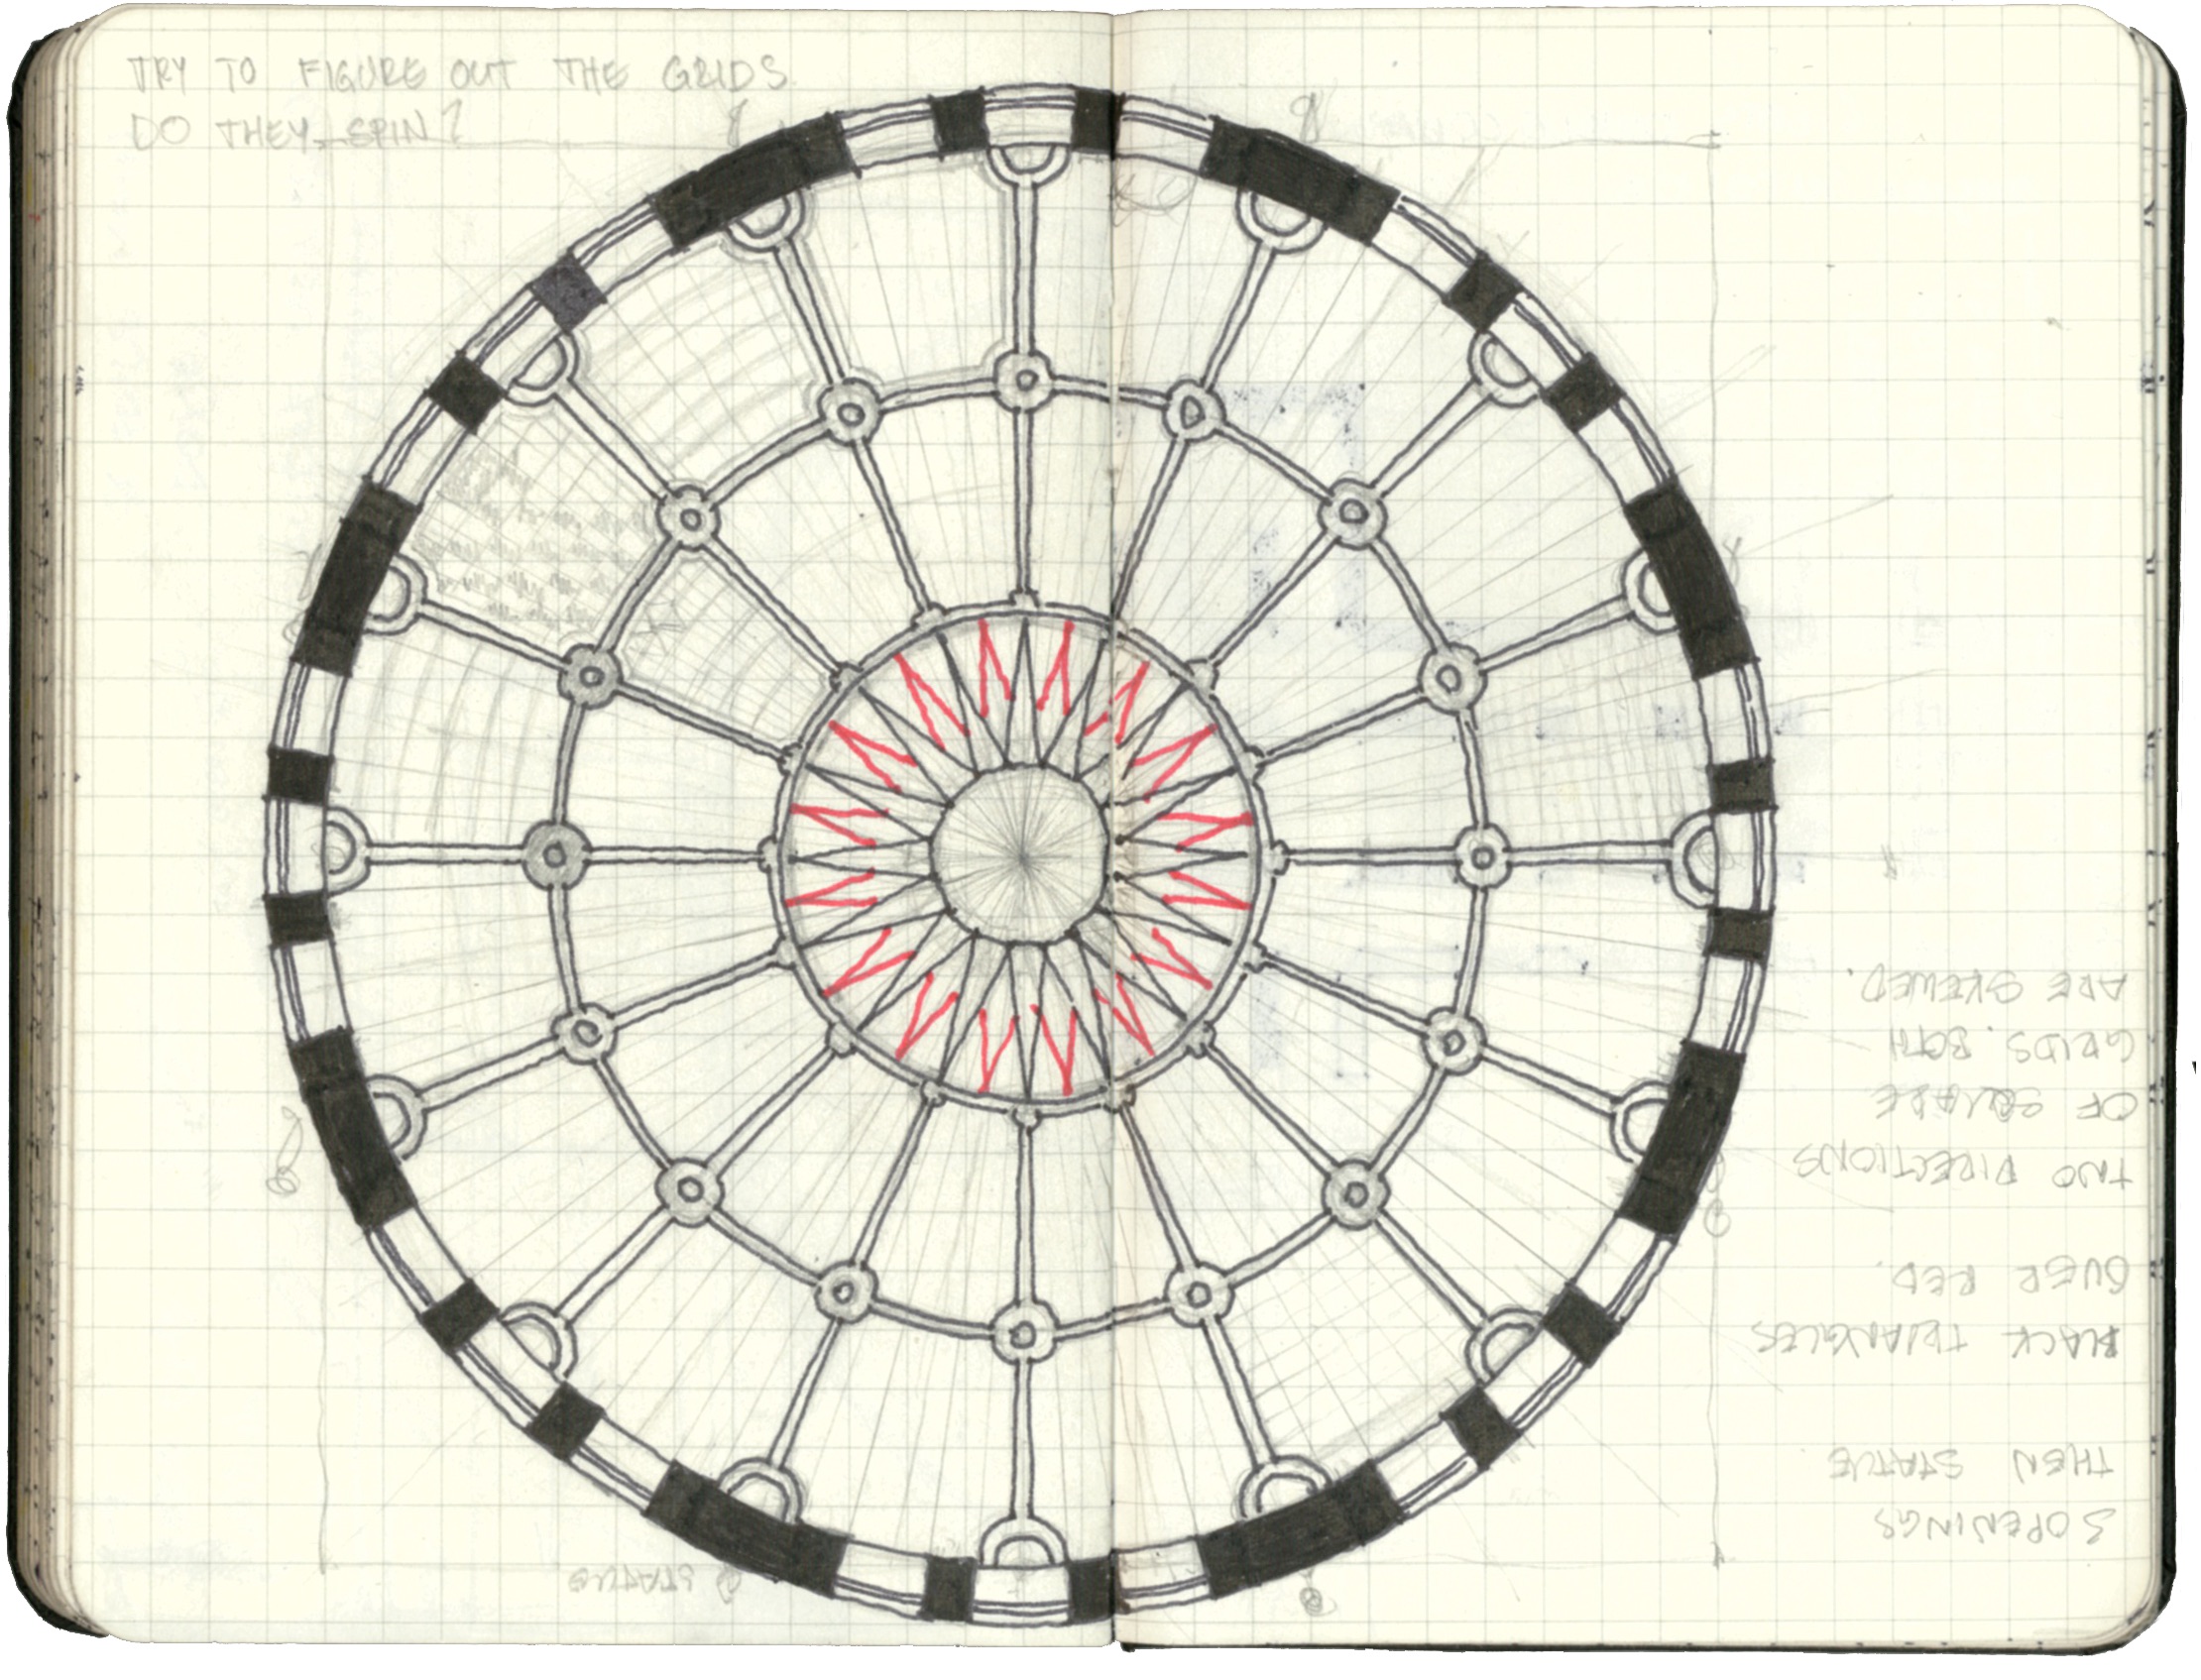 TRY TO FIGURE OUT THE GRIDS.
DO THEY SPIN?
3 OPENINGS
THEN STATUE
BLACK TRIANGLES
OVER RED.
TWO DIRECTIONS
OF SQUARE
GRIDS. BOTH
ARE SKEWED.
STATUE